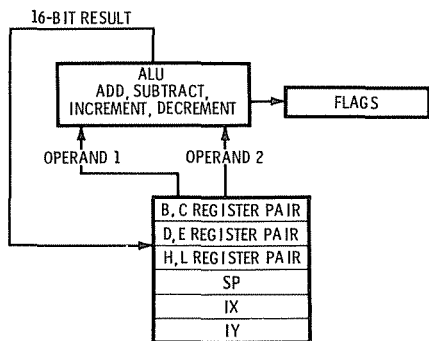 16-BIT RESULT
ALU
ADD, SUBTRACT,
INCREMENT, DECREMENT
FLAGS
OPERAND 1
OPERAND 2
B, C REGISTER PAIR
D, E REGISTER PAIR
H, L REGISTER PAIR
SP
IX
IY